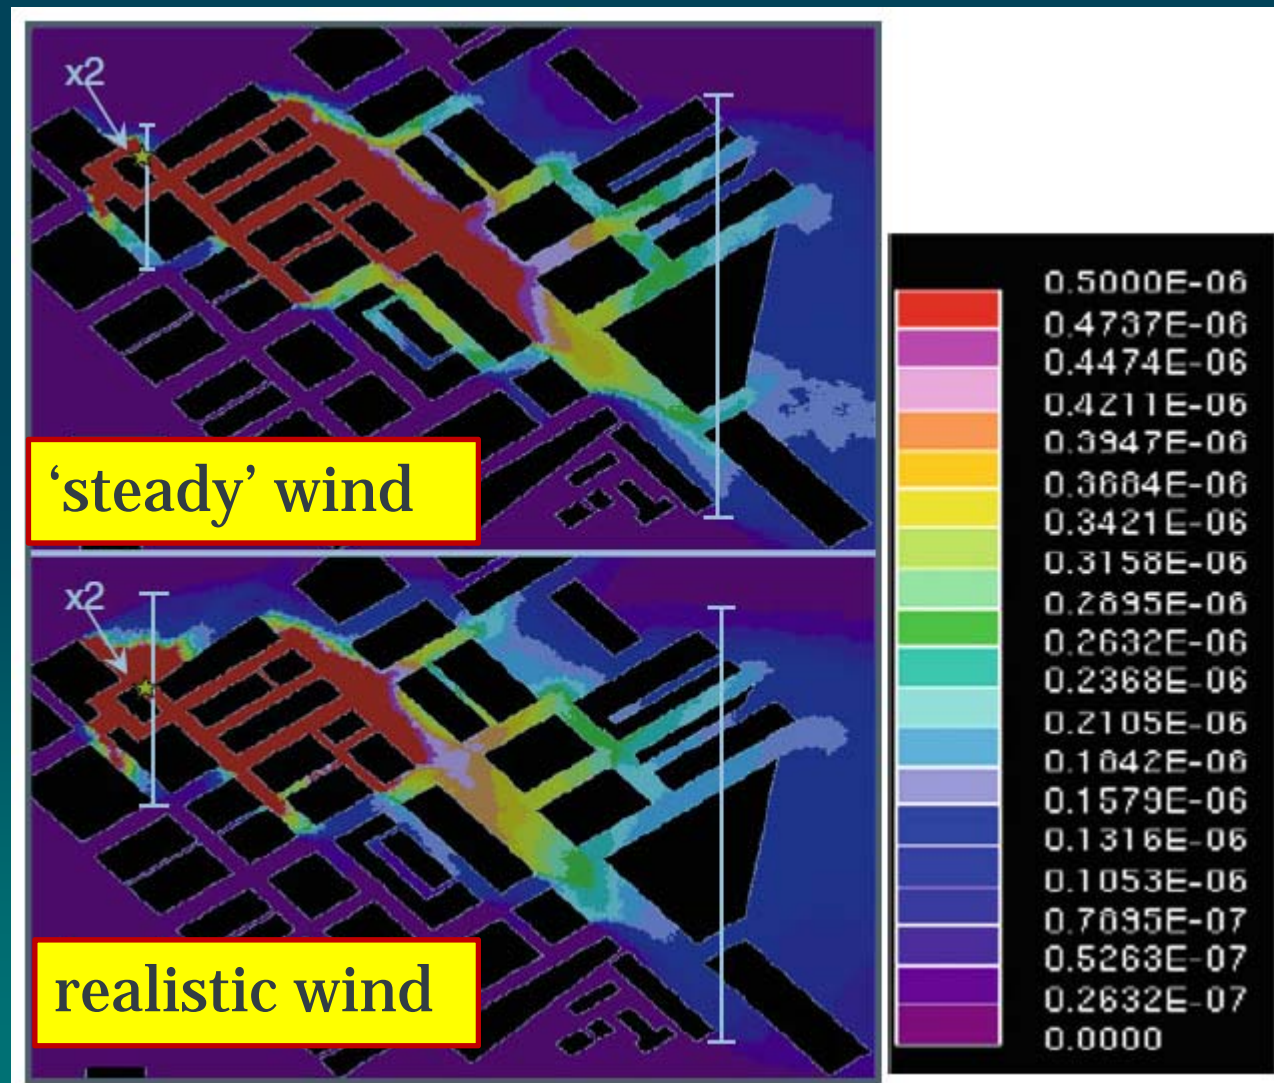 x2
‘steady’ wind
x2
realistic wind
0.5000E-06
0.4737E-06
0.4474E-06
0.4211E-06
0.3947E-06
0.3684E-06
0.3421E-06
0.3158E-06
0.2895E-06
0.2632E-06
0.2368E-06
0.2105E-06
0.1842E-06
0.1579E-06
0.1316E-06
0.1053E-06
0.7895E-07
0.5263E-07
0.2632E-07
0.0000